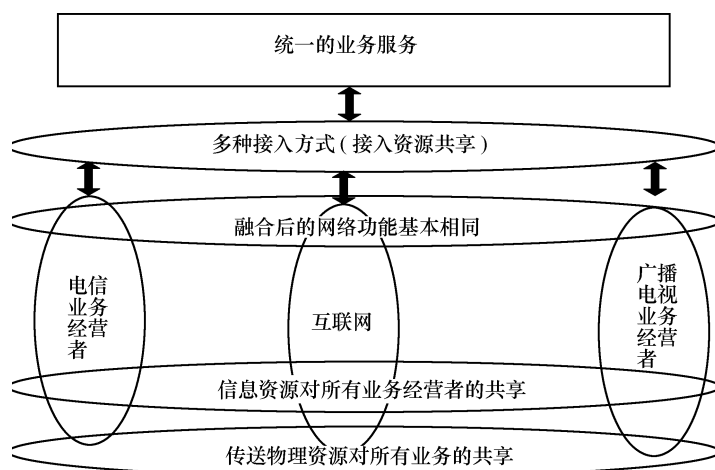 统一的业务服务
多种接入方式(接入资源共享)
融合后的网络功能基本相同
电信
业务
经营
者
互联网
广播
电视
业务
经营
者
信息资源对所有业务经营者的共享
传送物理资源对所有业务的共享